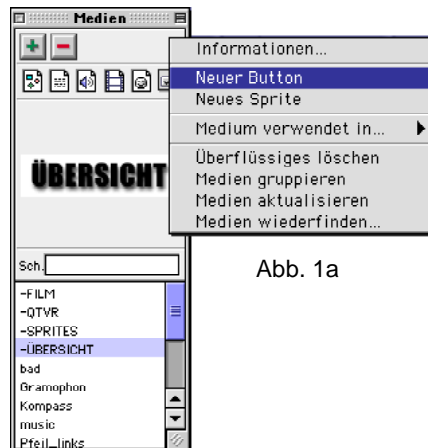 Medien
Informationen...
Neuer Button
Neues Sprite
Medium verwendet in...
Überflüssiges löschen
Medien gruppieren
Medien aktualisieren
Medien wiederfinden...
ÜBERSICHT
Abb. 1a
Sch.
-FILM
-QTVR
-SPRITES
-ÜBERSICHT
bad
Gramophon
Kompass
music
Pfeil_links